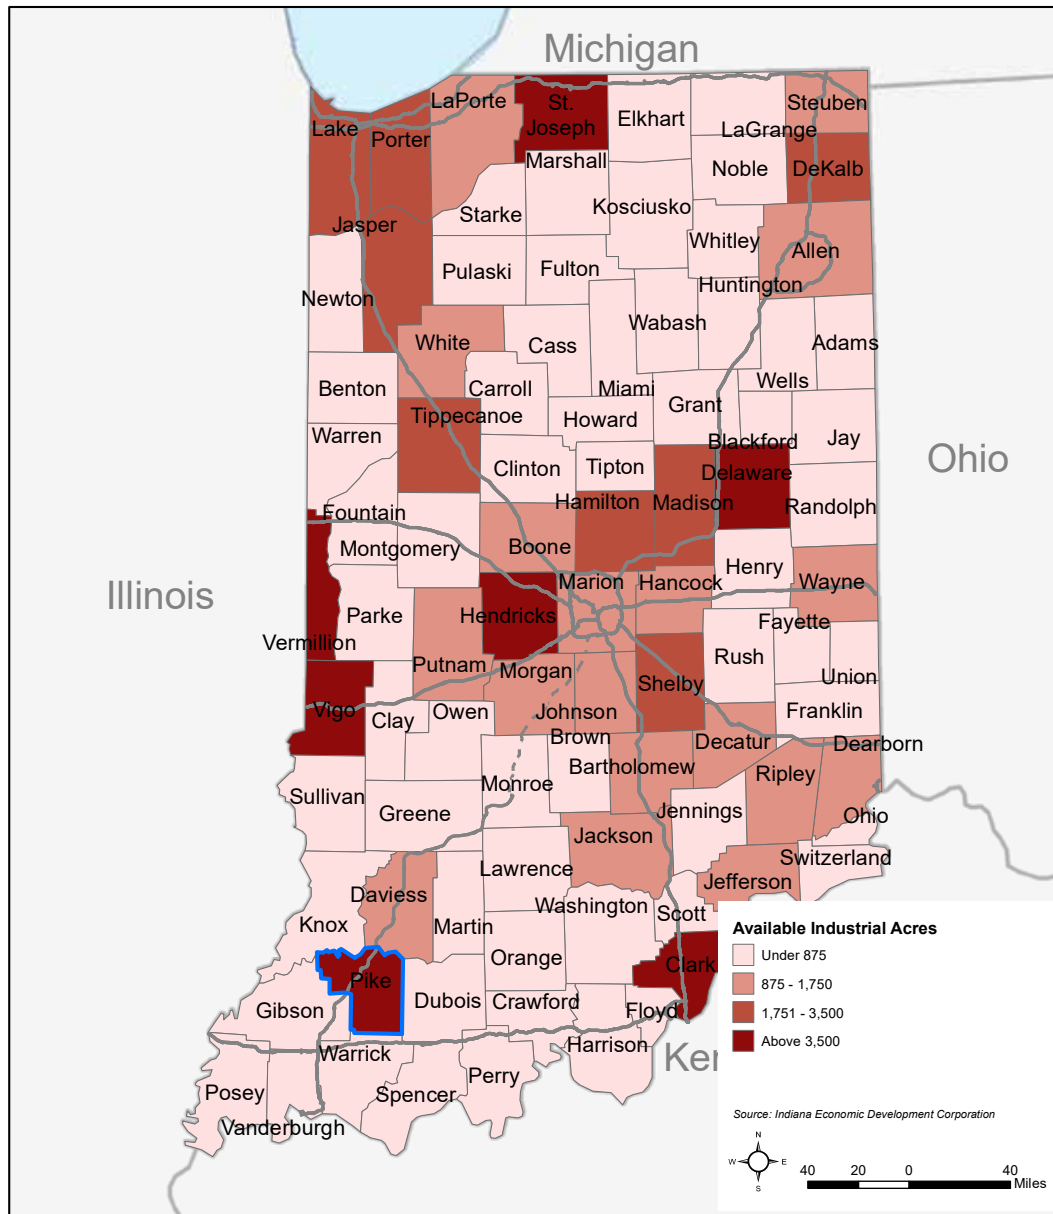 Michigan
LaPorte
St.
Joseph
Elkhart
LaGrange
Steuben
Lake
Porter
Marshall
Noble
DeKalb
Starke
Kosciusko
Jasper
Whitley
Allen
Pulaski
Fulton
Huntington
Newton
Wabash
White
Cass
Adams
Benton
Carroll
Miami
Wells
Tippecanoe
Howard
Grant
Warren
Blackford
Jay
Ohio
Clinton
Tipton
Delaware
Hamilton
Madison
Randolph
Fountain
Montgomery
Boone
Henry
Marion
Hancock
Wayne
Illinois
Parke
Hendricks
Fayette
Vermillion
Putnam
Morgan
Rush
Shelby
Union
Vigo
Clay
Owen
Johnson
Franklin
Brown
Decatur
Dearborn
Bartholomew
Ripley
Monroe
Sullivan
Greene
Jennings
Ohio
Jackson
Lawrence
Switzerland
Jefferson
Daviess
Washington
Scott
Knox
Martin
Orange
Clark
Pike
Gibson
Dubois
Crawford
Floyd
Harrison
Warrick
Ker
Perry
Posey
Spencer
Vanderburgh
Available Industrial Acres
Under 875
875 - 1,750
1,751 - 3,500
Above 3,500
Source: Indiana Economic Development Corporation
N
W E
S
40 20 0 40
Miles